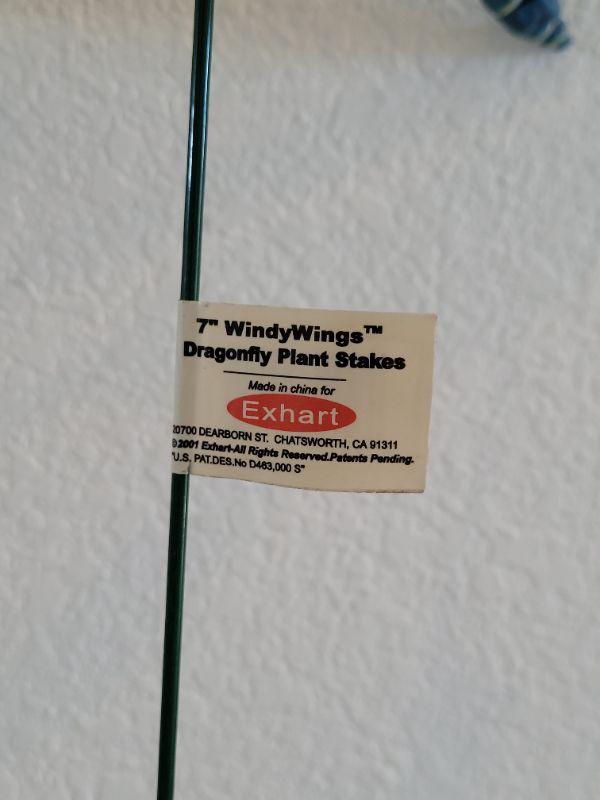 7" WindyWings™
Dragonfly Plant Stakes
Made in china for
Exhart
20700 DEARBORN ST. CHATSWORTH, CA 91311
©2001 Exhart-All Rights Reserved.Patents Pending.
"U.S. PAT.DES.No D463,000 S"